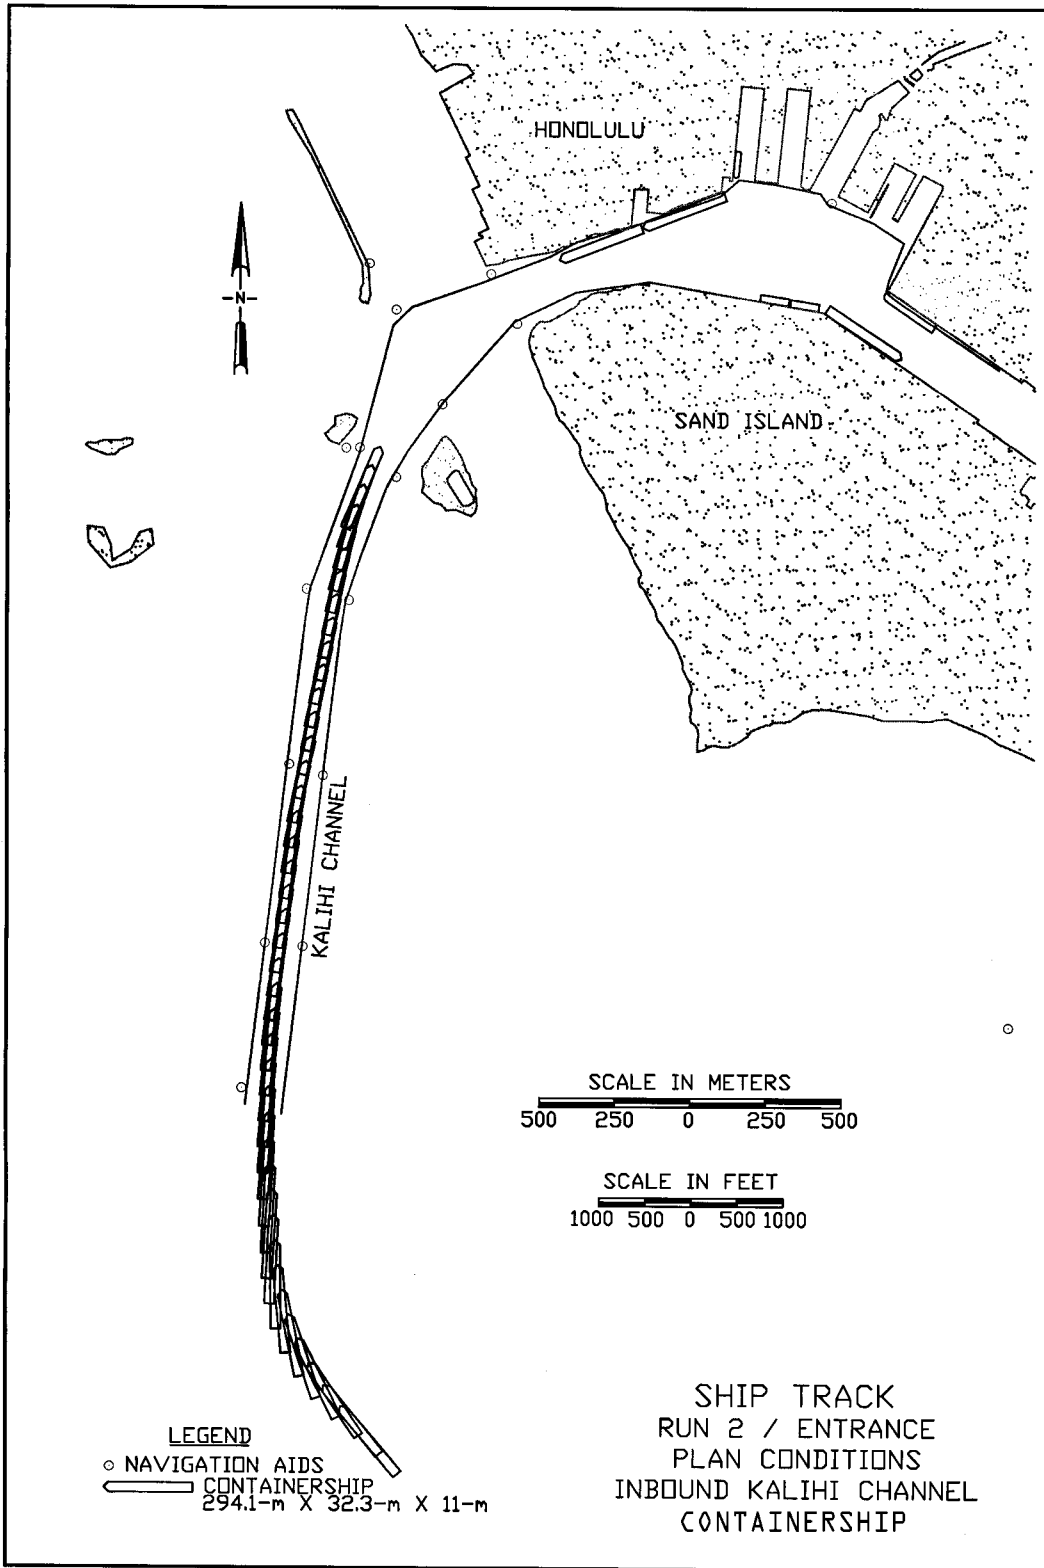 HONOLULU
-N-
SAND ISLAND
KALIHI CHANNEL
SCALE IN METERS
500 250 0 250 500
SCALE IN FEET
1000 500 0 500 1000
LEGEND
NAVIGATION AIDS
CONTAINERSHIP
294.1-m X 32.3-m X 11-m
SHIP TRACK
RUN 2 / ENTRANCE
PLAN CONDITIONS
INBOUND KALIHI CHANNEL
CONTAINERSHIP